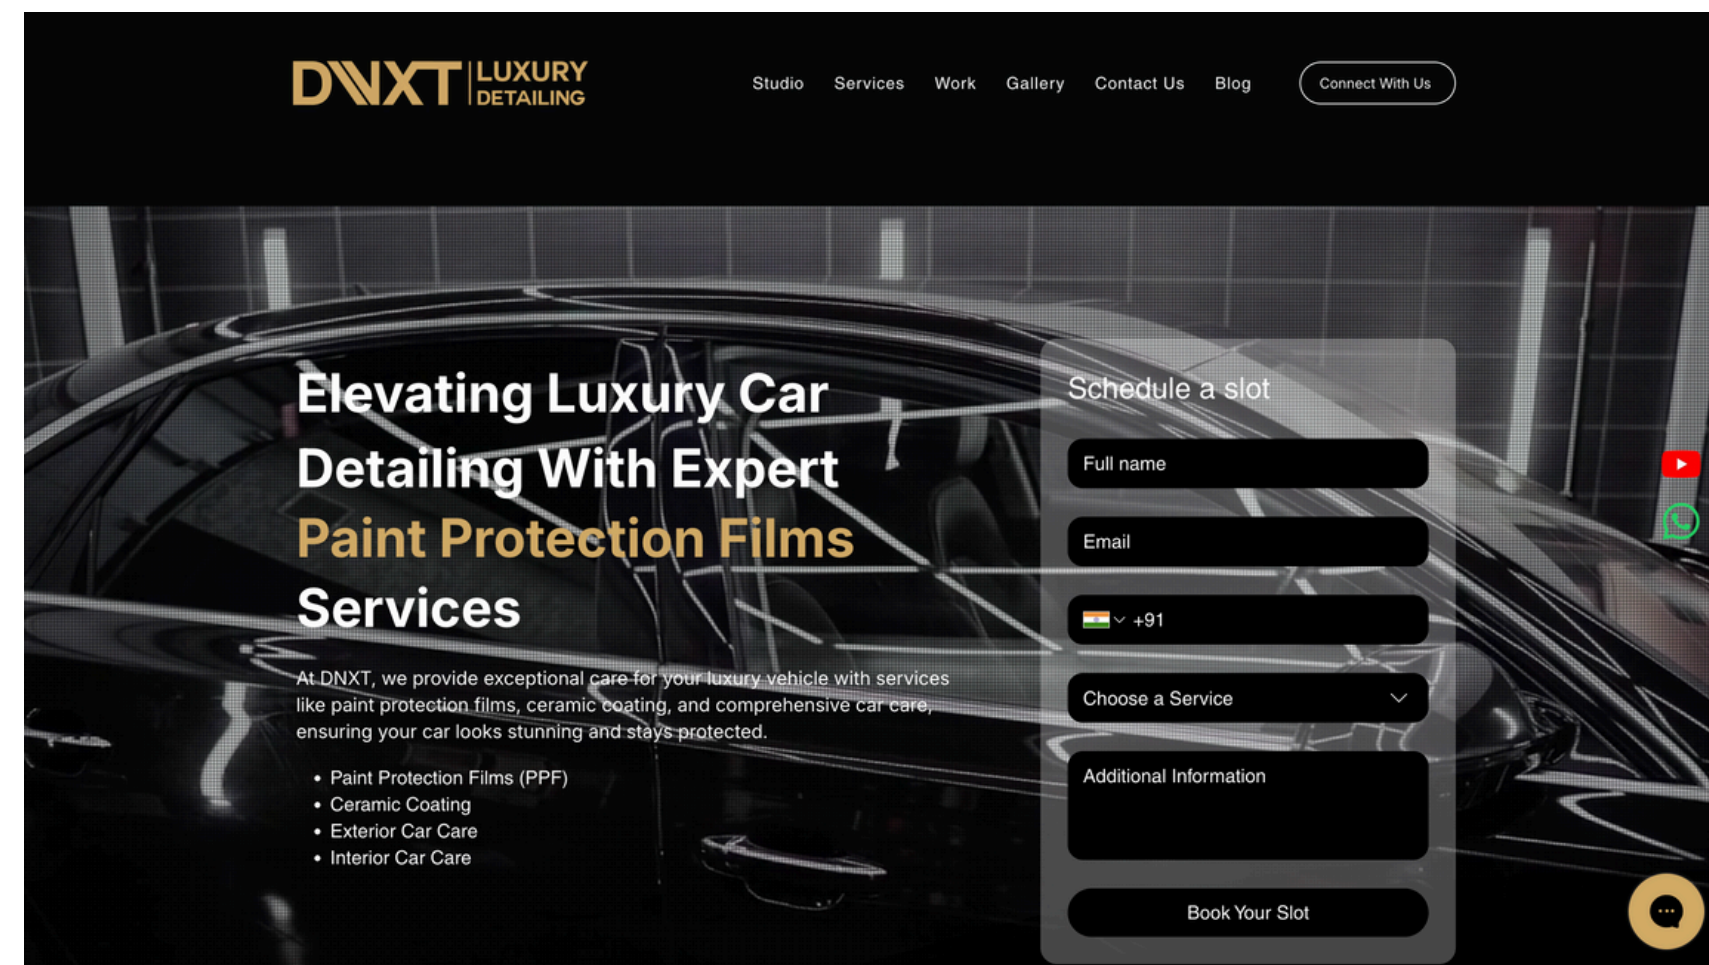 DNXT LUXURY
DETAILING
Studio
Services
Work
Gallery
Contact Us
Blog
Connect With Us
Elevating Luxury Car
Detailing With Expert
Paint Protection Films
Services
At DNXT, we provide exceptional care for your luxury vehicle with services
like paint protection films, ceramic coating, and comprehensive car care,
ensuring your car looks stunning and stays protected.
• Paint Protection Films (PPF)
• Ceramic Coating
• Exterior Car Care
• Interior Car Care
Schedule a slot
Full name
Email
+91
Choose a Service
Additional Information
Book Your Slot